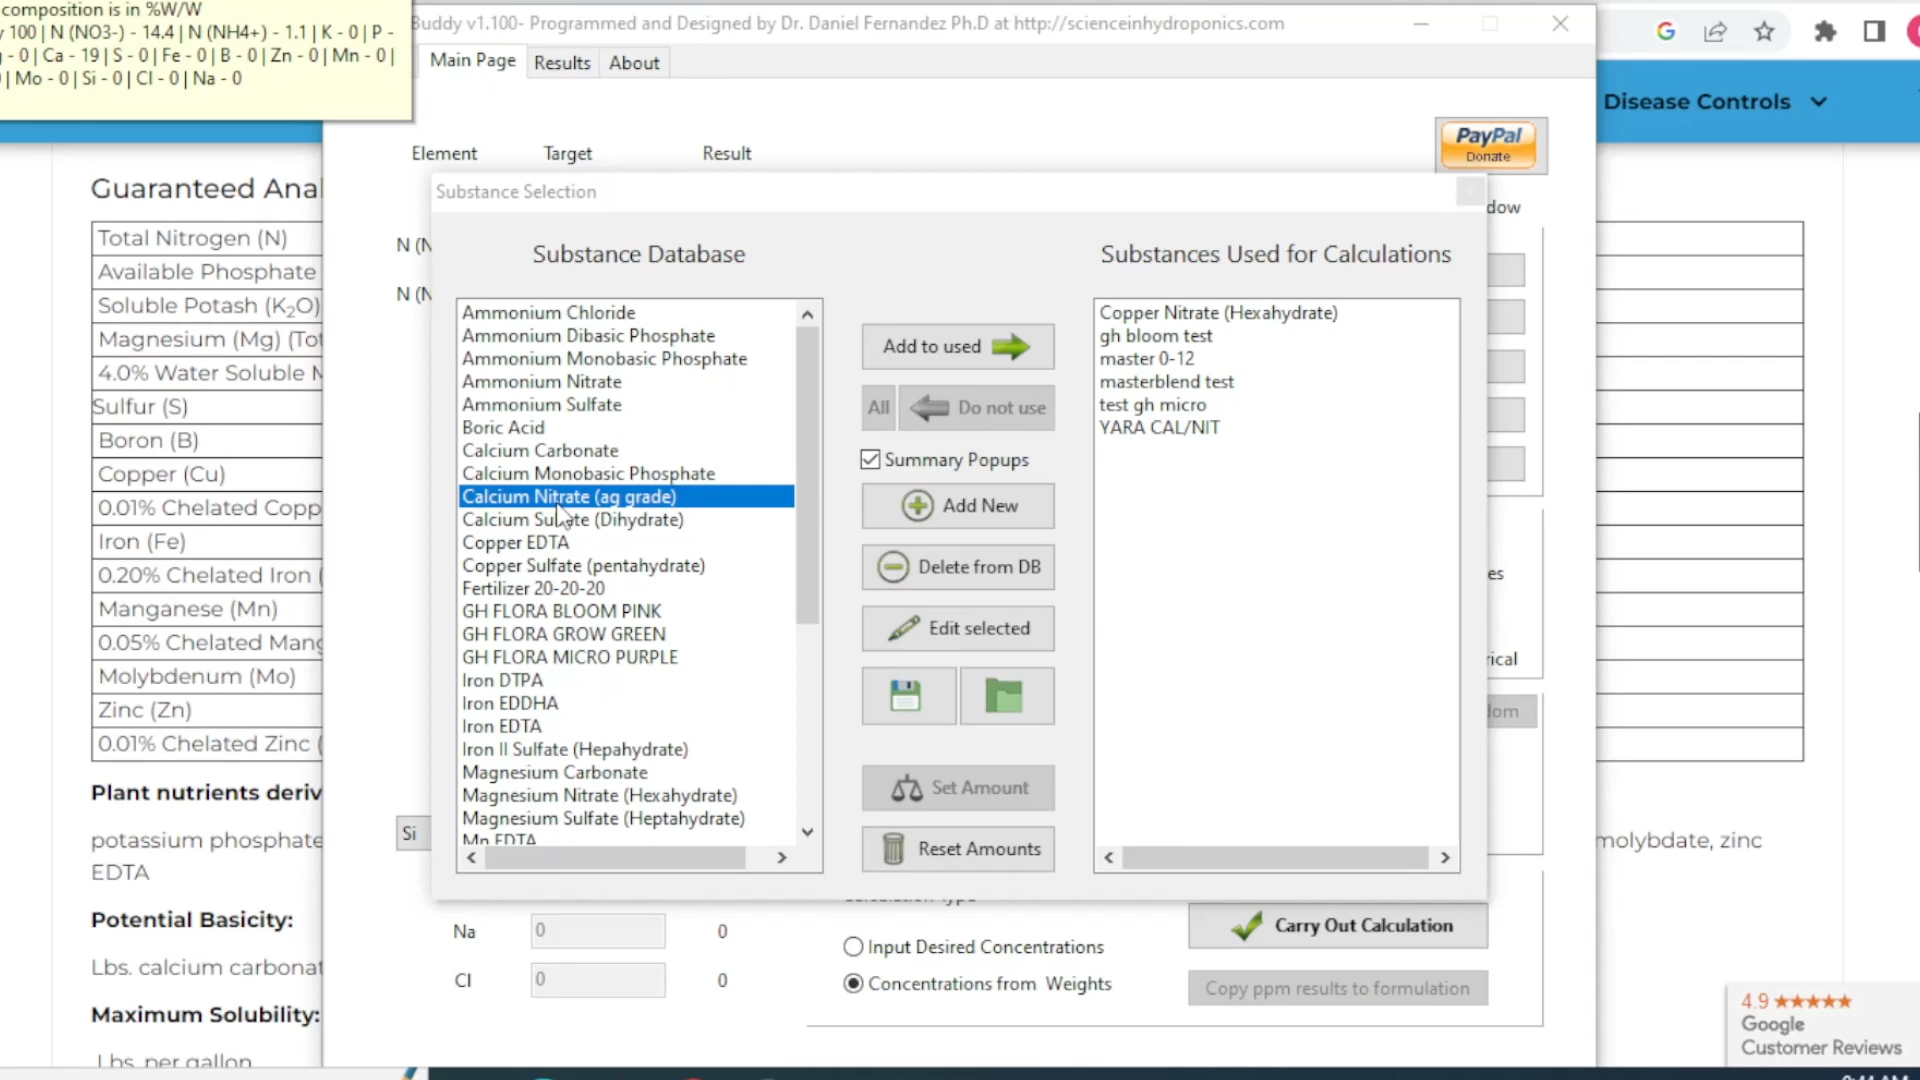 composition is in %W/W
y 100 | N (NO3-) - 14.4 | N (NH4+) - 1.1 | K - 0 | P -
g - 0 | Ca - 19 | S - 0 | Fe - 0 | B - 0 | Zn - 0 | Mn - 0 |
| Mo - 0 | Si - 0 | Cl - 0 | Na - 0
Buddy v1.100- Programmed and Designed by Dr. Daniel Fernandez Ph.D at http://scienceinhydroponics.com
Main Page
Results
About
Disease Controls
Element
Target
Result
PayPal
Donate
dow
Guaranteed Anal
Total Nitrogen (N)
Available Phosphate
Soluble Potash (K₂O)
Magnesium (Mg) (Tot
4.0% Water Soluble M
Sulfur (S)
Boron (B)
Copper (Cu)
0.01% Chelated Copp
Iron (Fe)
0.20% Chelated Iron (
Manganese (Mn)
0.05% Chelated Mang
Molybdenum (Mo)
Zinc (Zn)
0.01% Chelated Zinc (
Plant nutrients deriv
potassium phosphate
EDTA
molybdate, zinc
Potential Basicity:
Lbs. calcium carbonat
Maximum Solubility:
Lbs. per gallon
N (N
N (N
Si
Substance Selection
Substance Database
Ammonium Chloride
Ammonium Dibasic Phosphate
Ammonium Monobasic Phosphate
Ammonium Nitrate
Ammonium Sulfate
Boric Acid
Calcium Carbonate
Calcium Monobasic Phosphate
Calcium Nitrate (ag grade)
Calcium Sulfate (Dihydrate)
Copper EDTA
Copper Sulfate (pentahydrate)
Fertilizer 20-20-20
GH FLORA BLOOM PINK
GH FLORA GROW GREEN
GH FLORA MICRO PURPLE
Iron DTPA
Iron EDDHA
Iron EDTA
Iron II Sulfate (Hepahydrate)
Magnesium Carbonate
Magnesium Nitrate (Hexahydrate)
Magnesium Sulfate (Heptahydrate)
Mn EDTA
Add to used
All
Do not use
Summary Popups
Add New
Delete from DB
Edit selected
Set Amount
Reset Amounts
Substances Used for Calculations
Copper Nitrate (Hexahydrate)
gh bloom test
master 0-12
masterblend test
test gh micro
YARA CAL/NIT
es
rical
dom
Na
0
0
Cl
0
0
Input Desired Concentrations
Concentrations from Weights
Carry Out Calculation
Copy ppm results to formulation
4.9 ★★★★★
Google
Customer Reviews